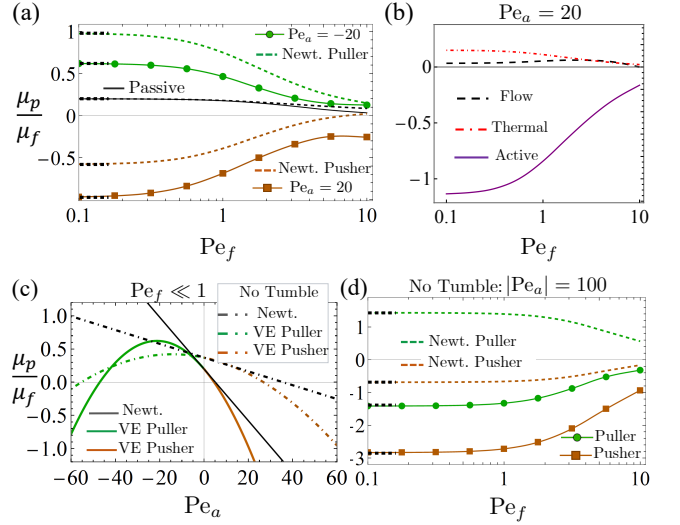 (a)
1
0.5
0
−0.5
−1
μp/μf
Pe_a = −20
Newt. Puller
Passive
Newt. Pusher
Pe_a = 20
0.1
1
10
Pe_f
(b)
Pe_a = 20
0
−0.5
−1
Flow
Thermal
Active
0.1
1
10
Pe_f
(c)
Pe_f ≪ 1
No Tumble
Newt.
VE Puller
VE Pusher
1.0
0.5
0.0
-0.5
-1.0
μp/μf
Newt.
VE Puller
VE Pusher
−60
−40
−20
0
20
40
60
Pe_a
(d)
No Tumble: |Pe_a| = 100
1
0
-1
-2
-3
Newt. Puller
Newt. Pusher
Puller
Pusher
0.1
1
10
Pe_f